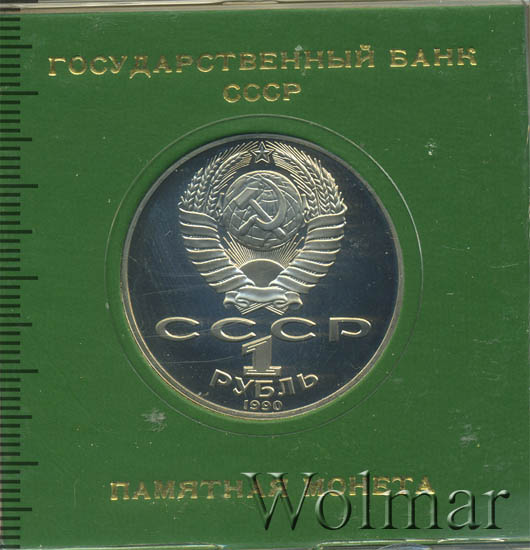 ГОСУДАРСТВЕННЫЙ БАНК
СССР
СССР
1
РУБЛЬ
1990
ПАМЯТНАЯ МОНЕТА
Wolmar